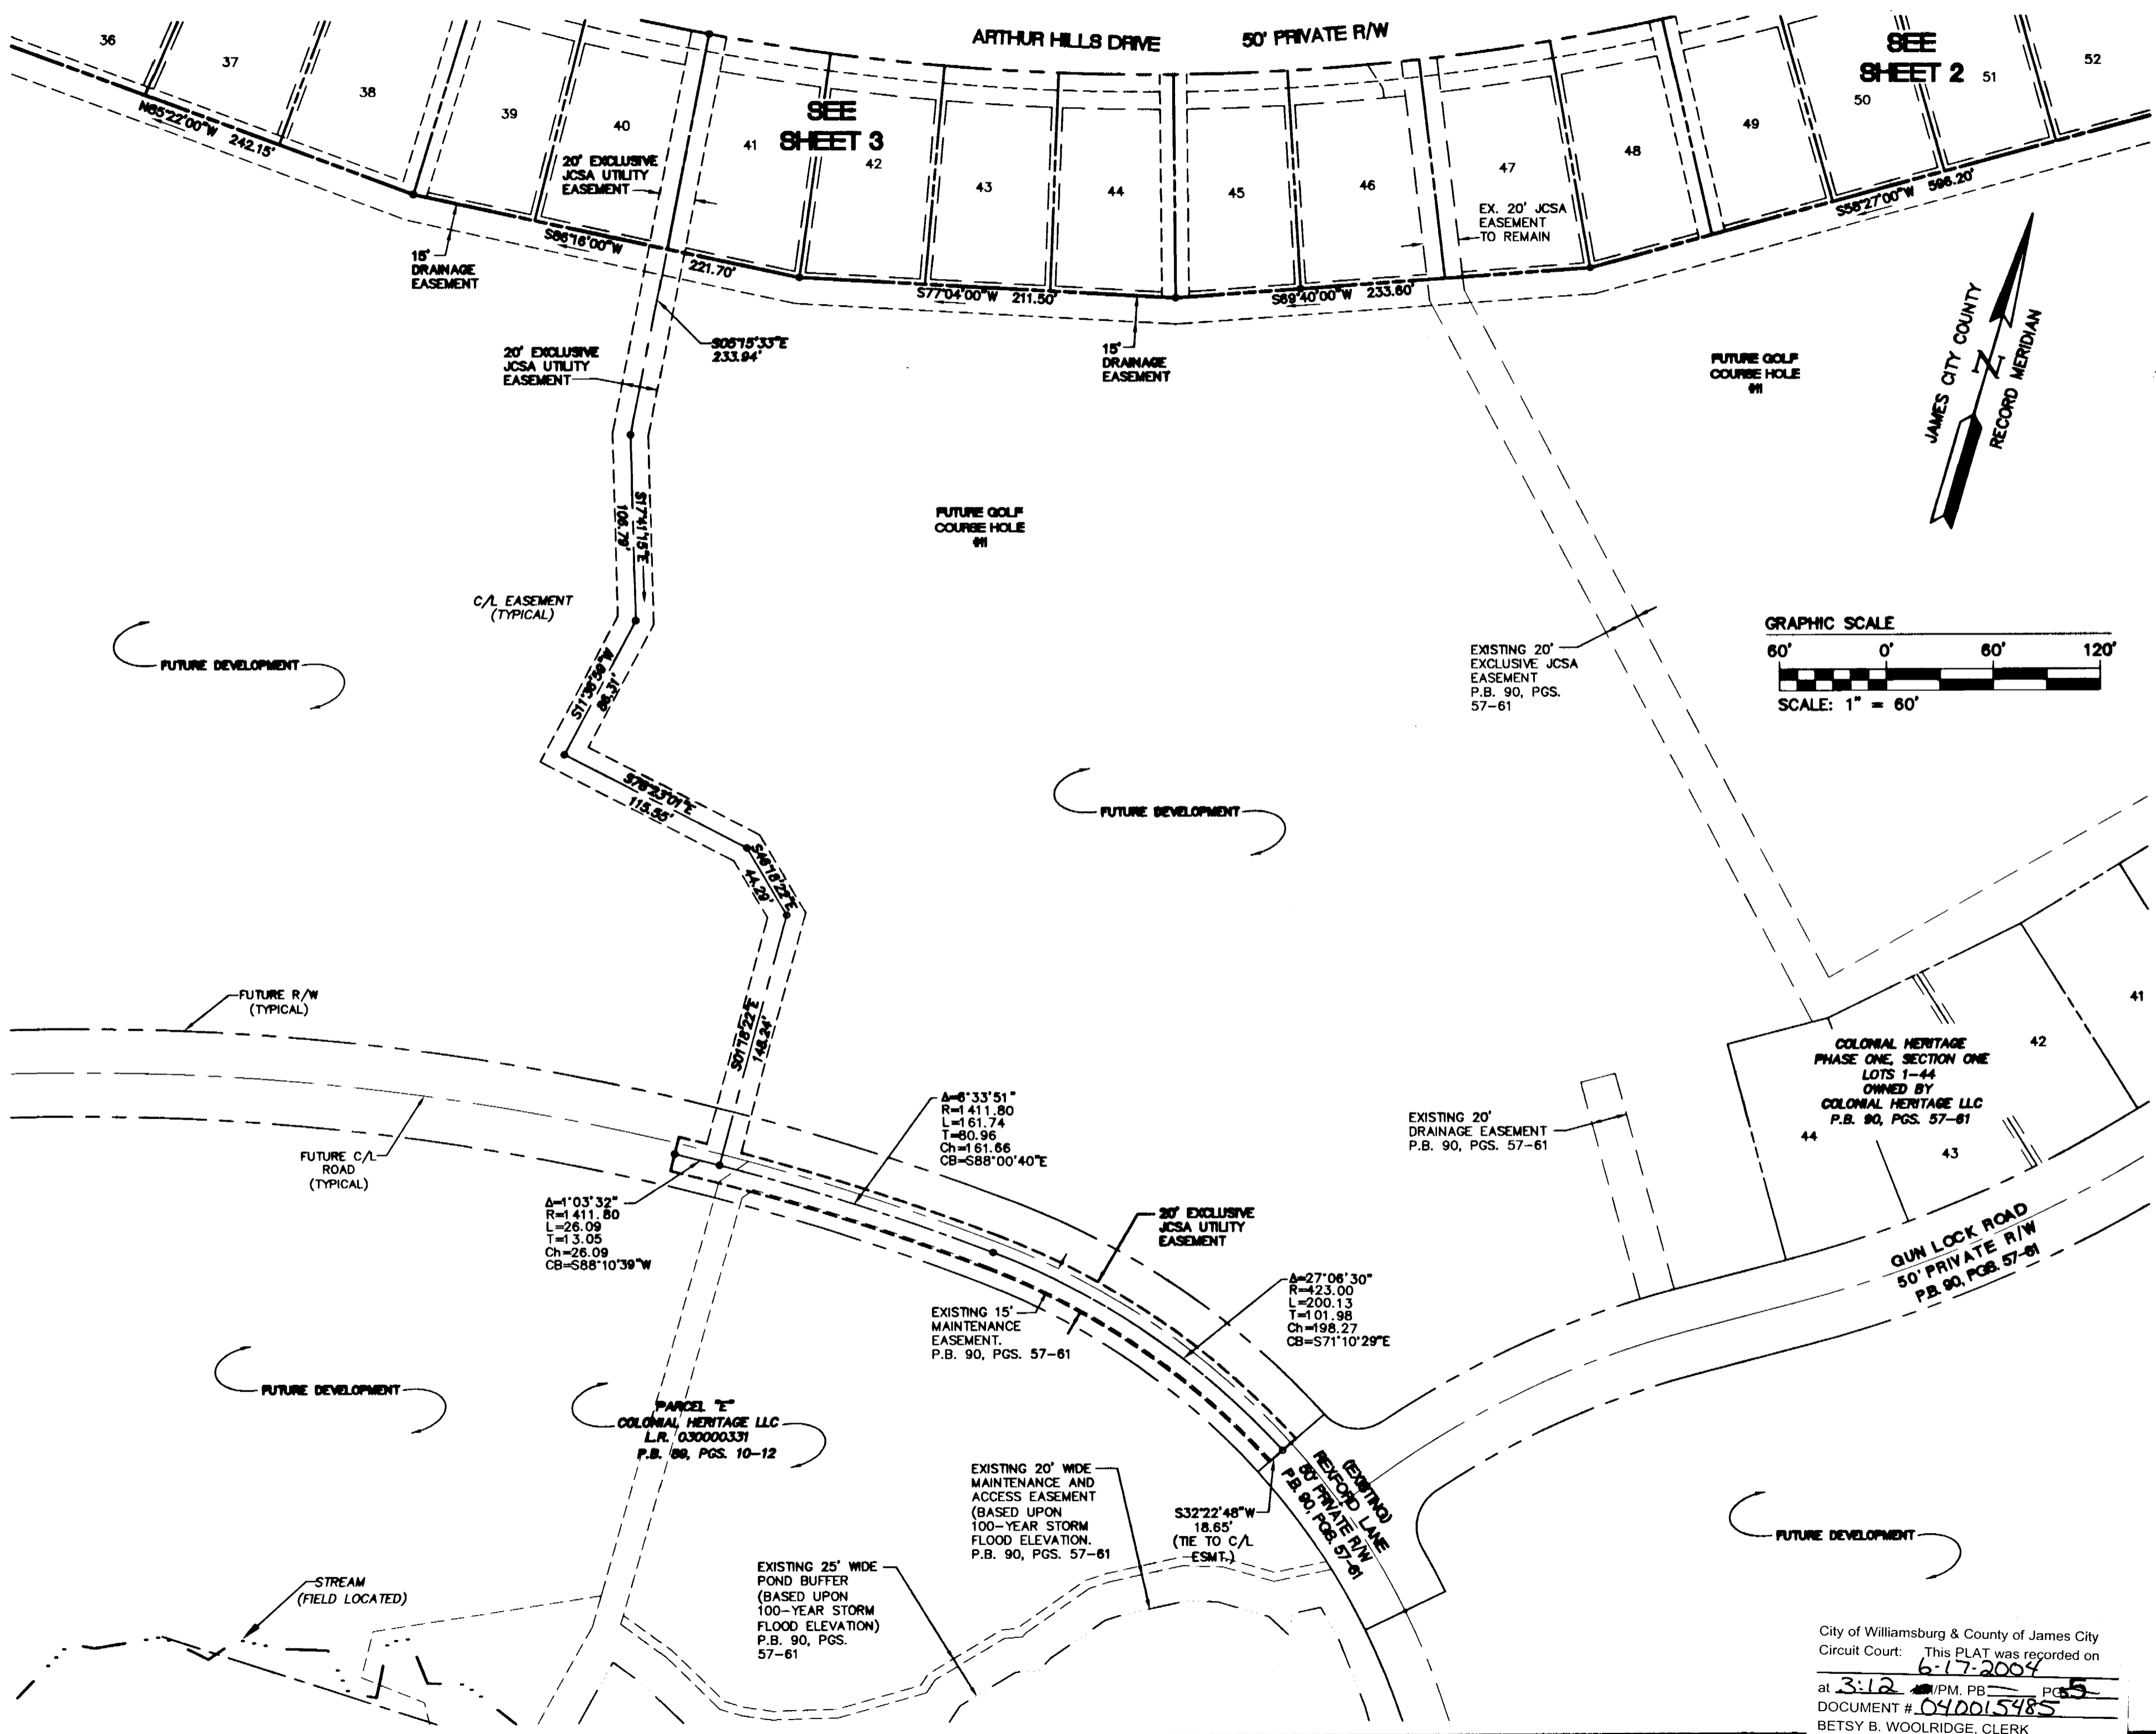 ARTHUR HILLS DRIVE 50' PRIVATE R/W
36
37
38
39
40
41
42
43
44
45
46
47
48
49
50
51
52
SEE
SHEET 3
SEE
SHEET 2
242.15'
20' EXCLUSIVE
JCSA UTILITY
EASEMENT
15'
DRAINAGE
EASEMENT
S86°16'00"W
221.70'
S77°04'00"W 211.50'
S69°40'00"W 233.60'
S58°27'00"W 596.20'
EX. 20' JCSA
EASEMENT
TO REMAIN
20' EXCLUSIVE
JCSA UTILITY
EASEMENT
233.94'
15'
DRAINAGE
EASEMENT
FUTURE GOLF
COURSE HOLE
#11
JAMES CITY COUNTY
N
RECORD MERIDIAN
S17°41'15"E
106.79'
FUTURE GOLF
COURSE HOLE
#11
C/L EASEMENT
(TYPICAL)
FUTURE DEVELOPMENT
EXISTING 20'
EXCLUSIVE JCSA
EASEMENT
P.B. 90, PGS.
57-61
GRAPHIC SCALE
60' 0' 60' 120'
SCALE: 1" = 60'
S11°36'59"W
86.31'
S78°23'01"E
115.55'
S46°18'22"E
44.29'
FUTURE DEVELOPMENT
S01°18'22"E
148.24'
FUTURE R/W
(TYPICAL)
FUTURE C/L
ROAD
(TYPICAL)
Δ=6°33'51"
R=1411.80
L=161.74
T=80.96
Ch=161.66
CB=S88°00'40"E
Δ=1°03'32"
R=1411.80
L=26.09
T=13.05
Ch=26.09
CB=S88°10'39"W
20' EXCLUSIVE
JCSA UTILITY
EASEMENT
EXISTING 20'
DRAINAGE EASEMENT
P.B. 90, PGS. 57-61
41
42
COLONIAL HERITAGE
PHASE ONE, SECTION ONE
LOTS 1-44
OWNED BY
COLONIAL HERITAGE LLC
P.B. 90, PGS. 57-61
44
43
GUN LOCK ROAD
50' PRIVATE R/W
P.B. 90, PGS. 57-61
Δ=27°06'30"
R=423.00
L=200.13
T=101.98
Ch=198.27
CB=S71°10'29"E
EXISTING 15'
MAINTENANCE
EASEMENT.
P.B. 90, PGS. 57-61
FUTURE DEVELOPMENT
PARCEL "E"
COLONIAL HERITAGE LLC
L.R. 030000331
P.B. 89, PGS. 10-12
(EXISTING)
REXFORD LANE
50' PRIVATE R/W
P.B. 90, PGS. 57-61
EXISTING 20' WIDE
MAINTENANCE AND
ACCESS EASEMENT
(BASED UPON
100-YEAR STORM
FLOOD ELEVATION.
P.B. 90, PGS. 57-61
S32°22'48"W
18.65'
(TIE TO C/L
ESMT.)
FUTURE DEVELOPMENT
EXISTING 25' WIDE
POND BUFFER
(BASED UPON
100-YEAR STORM
FLOOD ELEVATION)
P.B. 90, PGS.
57-61
STREAM
(FIELD LOCATED)
City of Williamsburg & County of James City
Circuit Court: This PLAT was recorded on
6-17-2004
at 3:12 /PM. PB PG 5
DOCUMENT # 040015485
BETSY B. WOOLRIDGE, CLERK